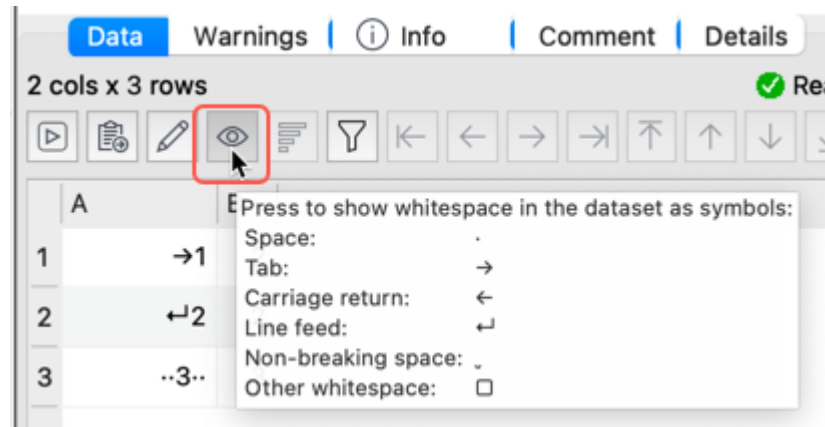 Data Warnings Info Comment Details
2 cols x 3 rows
A
Press to show whitespace in the dataset as symbols:
Space: ·
Tab: →
Carriage return: ←
Line feed: ↵
Non-breaking space: ˬ
Other whitespace: □
1 →1
2 ↵2
3 ··3··